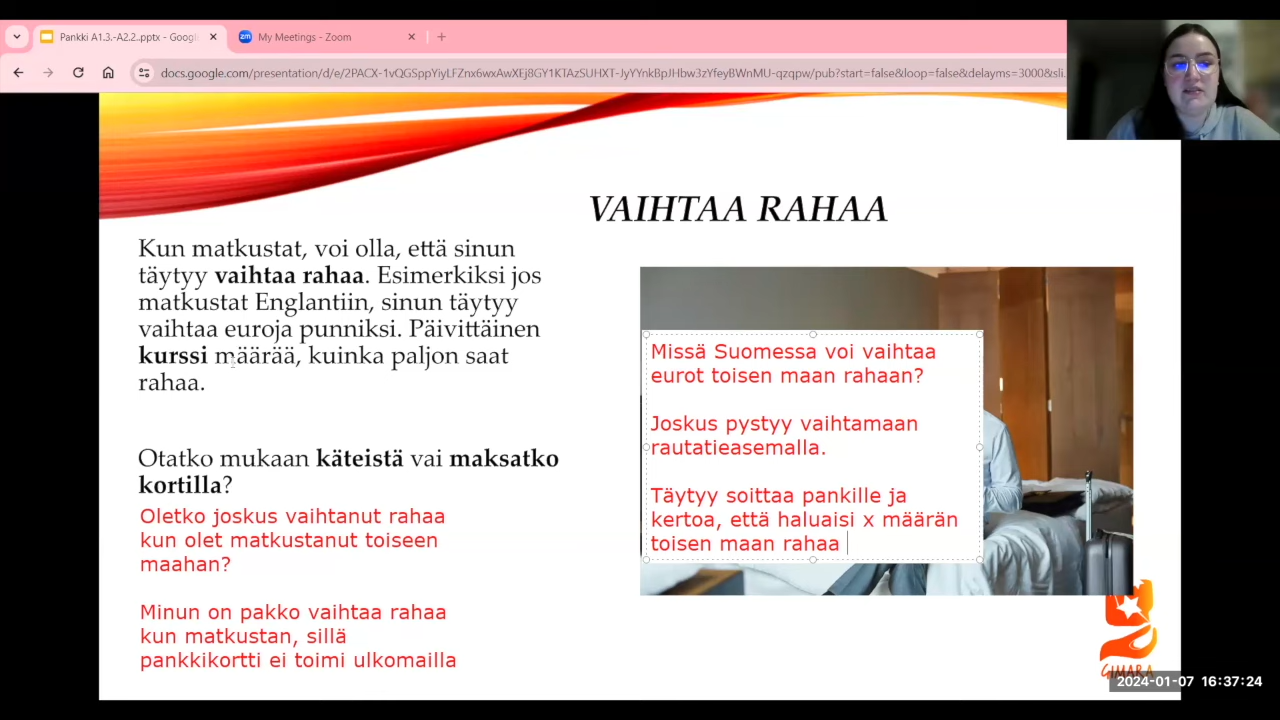 Pankki A1.3.-A2.2..pptx - Goog
My Meetings - Zoom
docs.google.com/presentation/d/e/2PACX-1vQGSppYiyLFZnx6wxAwXEj8GY1KTAzSUHXT-JyYYnkBpJHbw3zYfeyBWnMU-qzqpw/pub?start=false&loop=false&delayms=3000&sli
VAIHTAA RAHAA
Kun matkustat, voi olla, että sinun
täytyy vaihtaa rahaa. Esimerkiksi jos
matkustat Englantiin, sinun täytyy
vaihtaa euroja punniksi. Päivittäinen
kurssi määrää, kuinka paljon saat
rahaa.
Otatko mukaan käteistä vai maksatko
kortilla?
Oletko joskus vaihtanut rahaa
kun olet matkustanut toiseen
maahan?
Minun on pakko vaihtaa rahaa
kun matkustan, sillä
pankkikortti ei toimi ulkomailla
Missä Suomessa voi vaihtaa
eurot toisen maan rahaan?
Joskus pystyy vaihtamaan
rautatieasemalla.
Täytyy soittaa pankille ja
kertoa, että haluaisi x määrän
toisen maan rahaa
GIMARA
2024-01-07 16:37:24